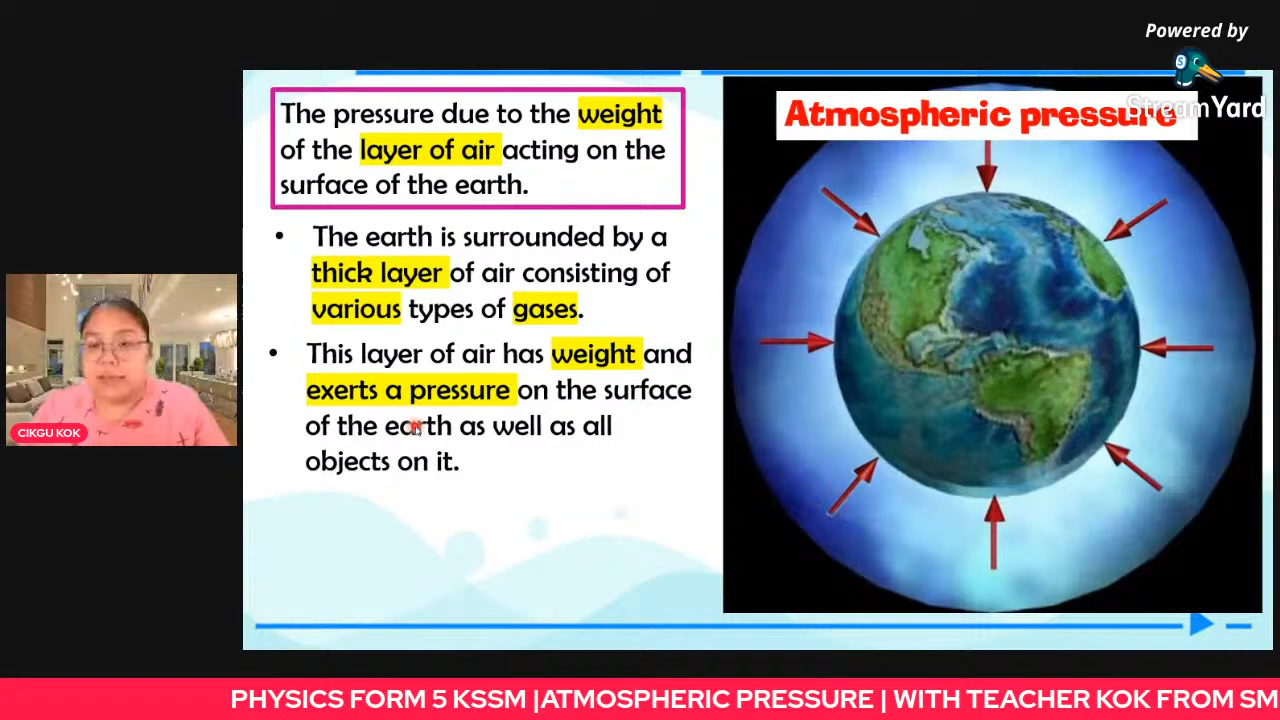 Powered by
StreamYard
The pressure due to the weight
of the layer of air acting on the
surface of the earth.
Atmospheric pressure
• The earth is surrounded by a
thick layer of air consisting of
various types of gases.
• This layer of air has weight and
exerts a pressure on the surface
of the earth as well as all
objects on it.
CIKGU KOK
PHYSICS FORM 5 KSSM |ATMOSPHERIC PRESSURE | WITH TEACHER KOK FROM SM